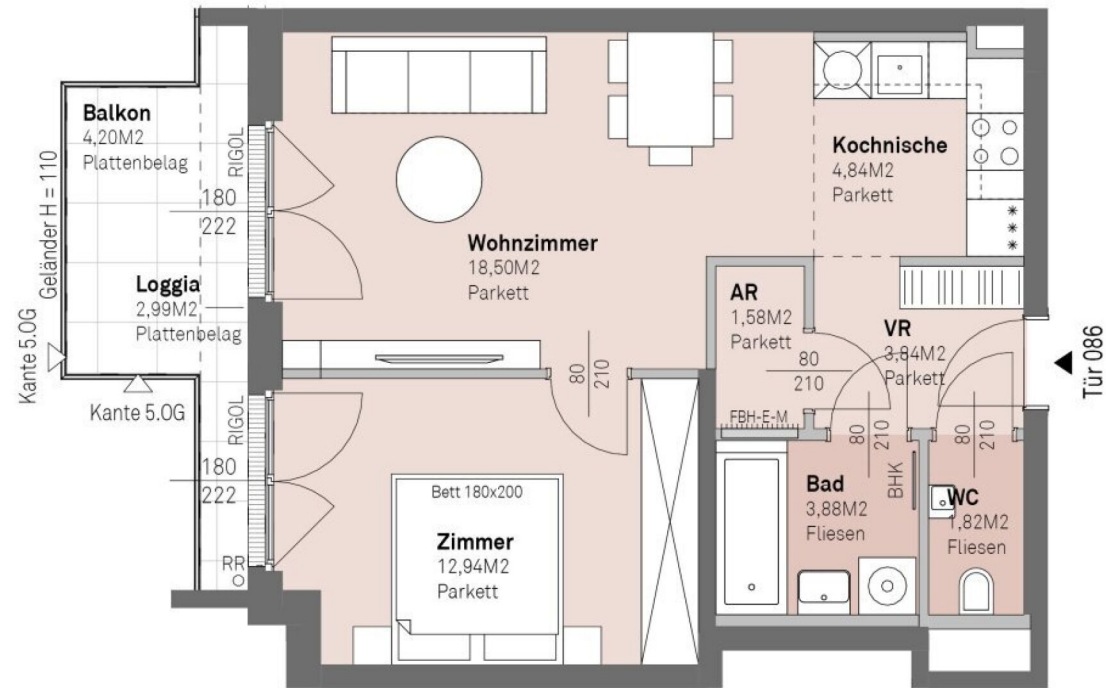 Balkon
4,20M2
Plattenbelag
Geländer H = 110
Kante 5.OG
RIGOL
180
222
Loggia
2,99M2
Plattenbelag
Kante 5.OG
RIGOL
180
222
RR
Wohnzimmer
18,50M2
Parkett
80
210
Kochnische
4,84M2
Parkett
AR
1,58M2
Parkett
80
210
FBH-E-M
VR
3,84M2
Parkett
Tür 086
80
210
80
210
Bett 180x200
Zimmer
12,94M2
Parkett
Bad
3,88M2
Fliesen
BHK
WC
1,82M2
Fliesen